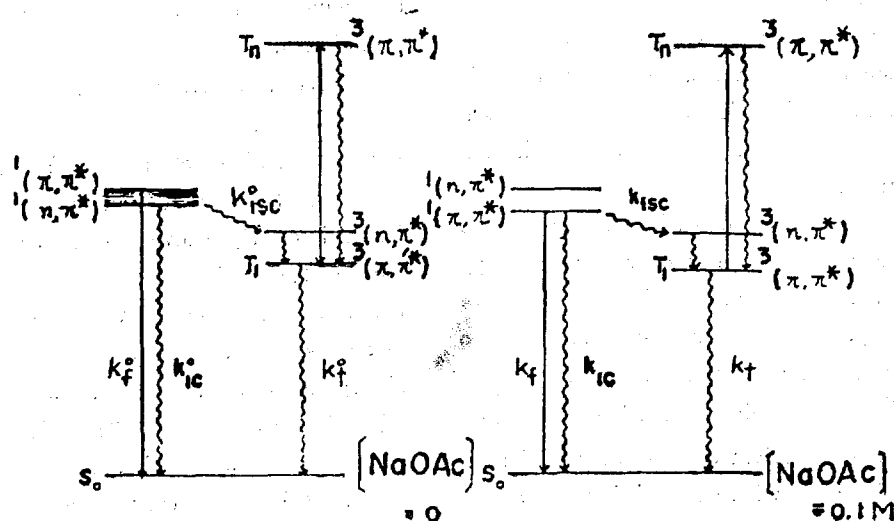 Tn 3(π, π*)
1(π, π*)
1(n, π*)
k°ISC
3(n, π*)
T1 3(π, π*)
k°f
k°IC
k°t
S0
[NaOAc]
= 0
Tn 3(π, π*)
1(n, π*)
1(π, π*)
kISC
3(n, π*)
T1 3(π, π*)
kf
kIC
kt
S0
[NaOAc]
= 0.1 M